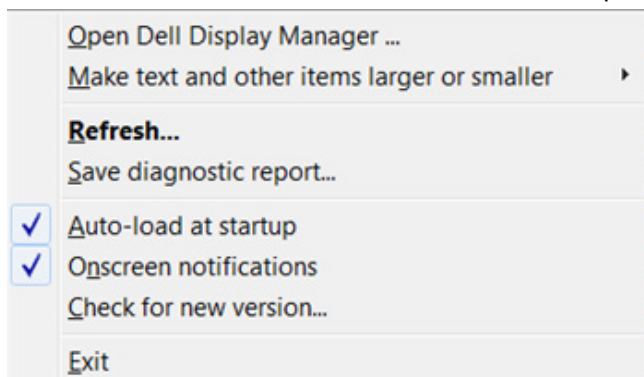 Open Dell Display Manager ...
Make text and other items larger or smaller
Refresh...
Save diagnostic report...
Auto-load at startup
Onscreen notifications
Check for new version...
Exit